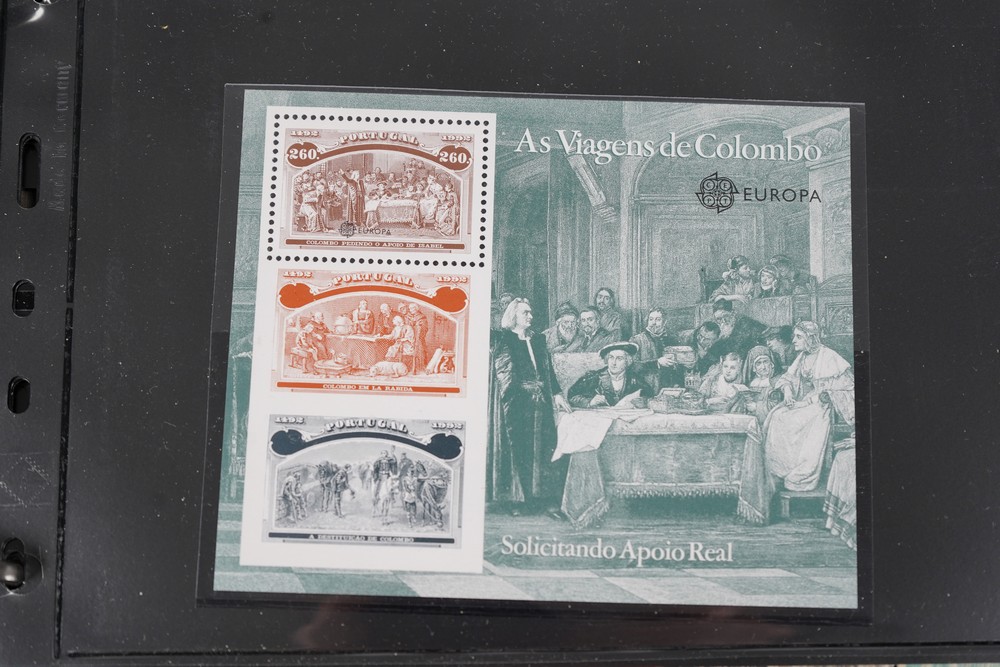 As Viagens de Colombo
EUROPA
1492 PORTUGAL 1992
260. 260.
EUROPA
COLOMBO PEDINDO O APOIO DE ISABEL
1492 PORTUGAL 1992
COLOMBO EM LA RABIDA
1492 PORTUGAL 1992
A DESTITUIÇÃO DE COLOMBO
Solicitando Apoio Real